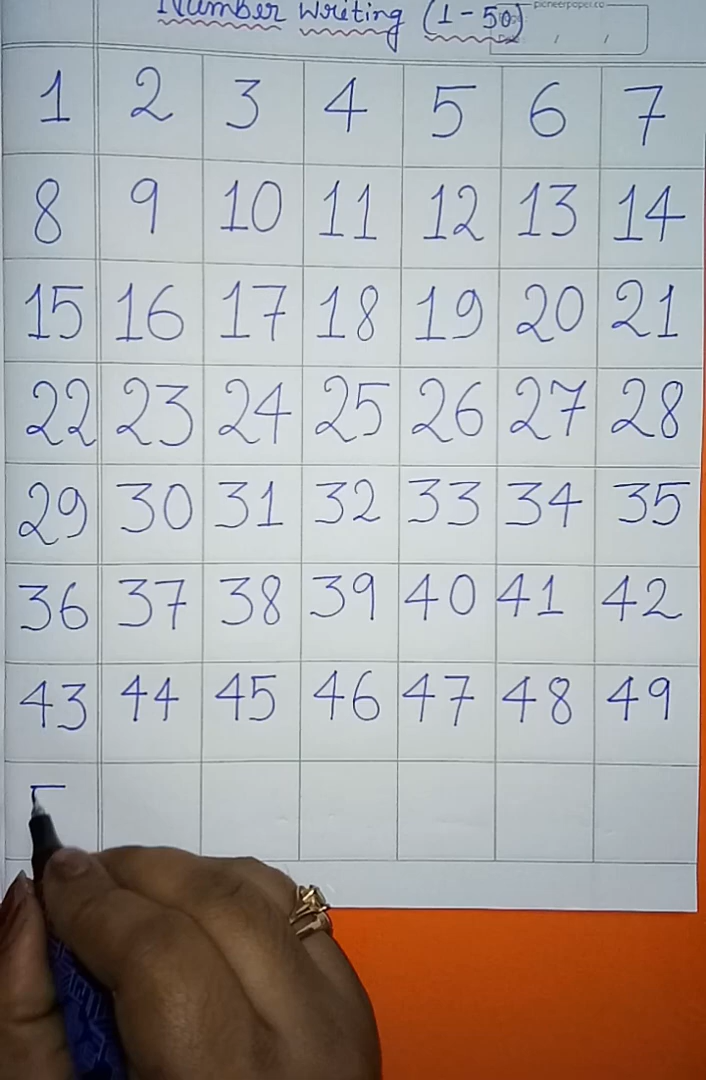 Number Writing (1-50)
pioneerpaper.co
/ /
1 2 3 4 5 6 7
8 9 10 11 12 13 14
15 16 17 18 19 20 21
22 23 24 25 26 27 28
29 30 31 32 33 34 35
36 37 38 39 40 41 42
43 44 45 46 47 48 49